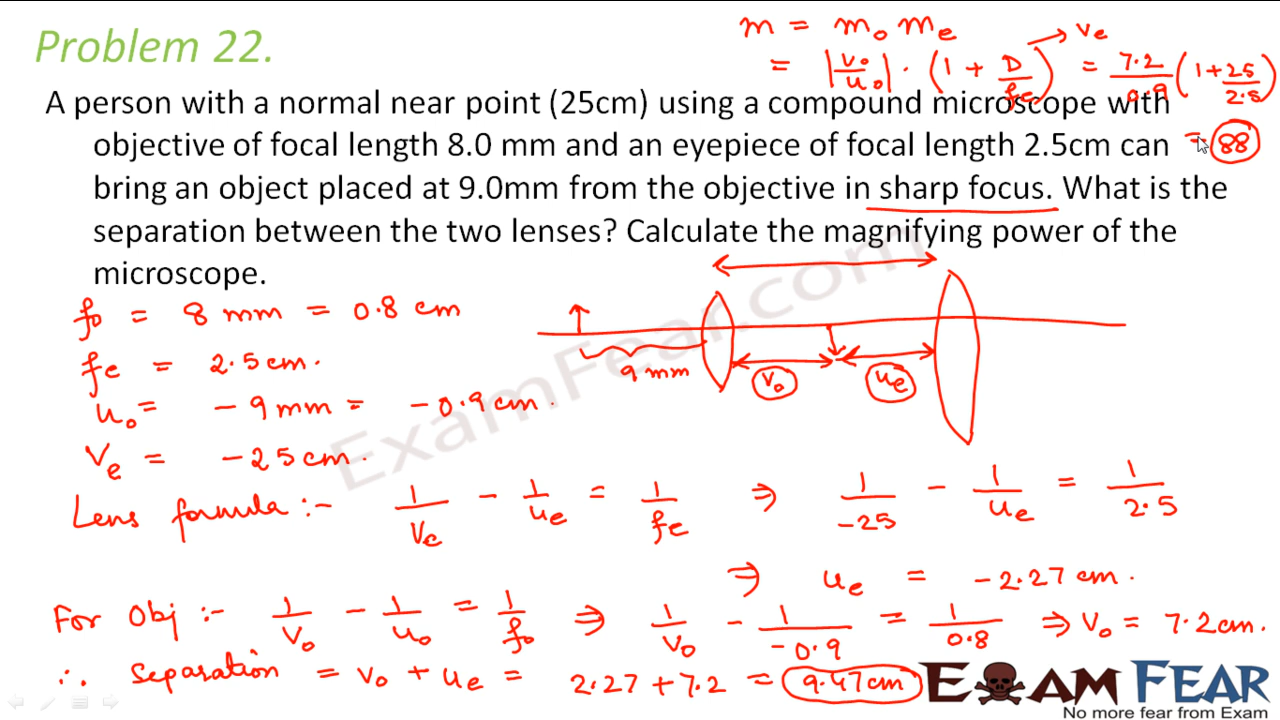 Problem 22.
m = m₀ mₑ
= |v₀/u₀| · (1 + D/fₑ) → vₑ = 7.2/0.9 (1 + 25/2.5)
= 88
A person with a normal near point (25cm) using a compound microscope with
objective of focal length 8.0 mm and an eyepiece of focal length 2.5cm can
bring an object placed at 9.0mm from the objective in sharp focus. What is the
separation between the two lenses? Calculate the magnifying power of the
microscope.
f₀ = 8 mm = 0.8 cm
fₑ = 2.5 cm.
u₀ = - 9 mm = - 0.9 cm.
Vₑ = - 25 cm.
9 mm
v₀
uₑ
Lens formula :- 1/Vₑ - 1/uₑ = 1/fₑ ⇒ 1/-25 - 1/uₑ = 1/2.5
⇒ uₑ = - 2.27 cm.
For Obj :- 1/V₀ - 1/u₀ = 1/f₀ ⇒ 1/V₀ - 1/-0.9 = 1/0.8 ⇒ V₀ = 7.2 cm.
∴ Separation = V₀ + uₑ = 2.27 + 7.2 = 9.47 cm
EXAM FEAR
No more fear from Exam
ExamFear.com